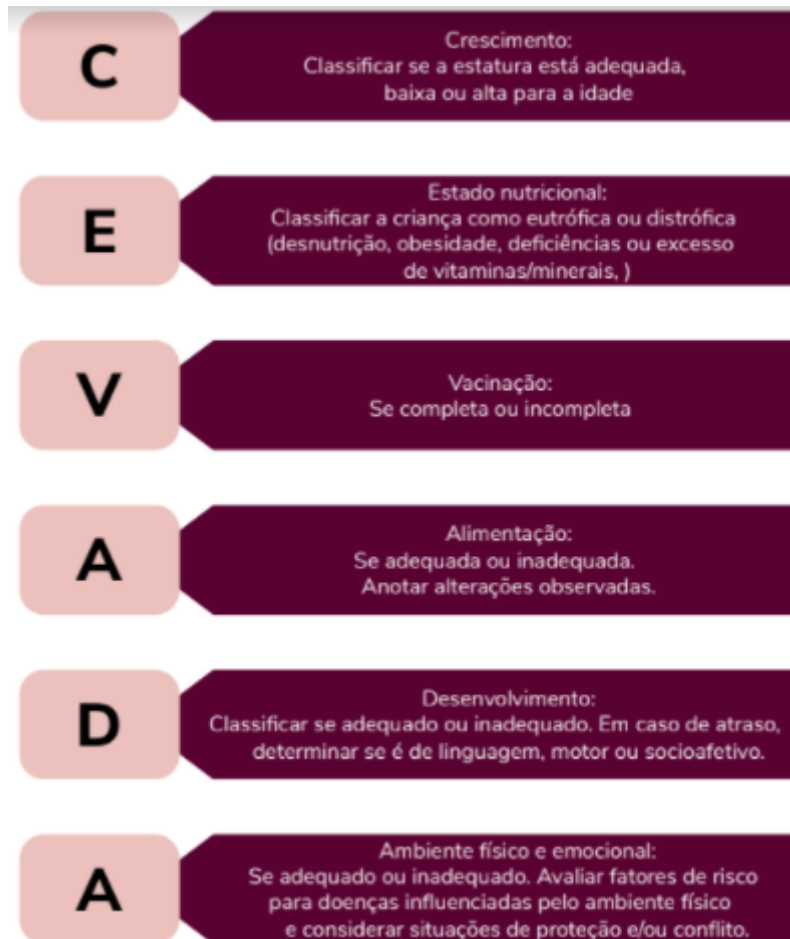 C
Crescimento:
Classificar se a estatura está adequada,
baixa ou alta para a idade
E
Estado nutricional:
Classificar a criança como eutrófica ou distrófica
(desnutrição, obesidade, deficiências ou excesso
de vitaminas/minerais, )
V
Vacinação:
Se completa ou incompleta
A
Alimentação:
Se adequada ou inadequada.
Anotar alterações observadas.
D
Desenvolvimento:
Classificar se adequado ou inadequado. Em caso de atraso,
determinar se é de linguagem, motor ou socioafetivo.
A
Ambiente físico e emocional:
Se adequado ou inadequado. Avaliar fatores de risco
para doenças influenciadas pelo ambiente físico
e considerar situações de proteção e/ou conflito.